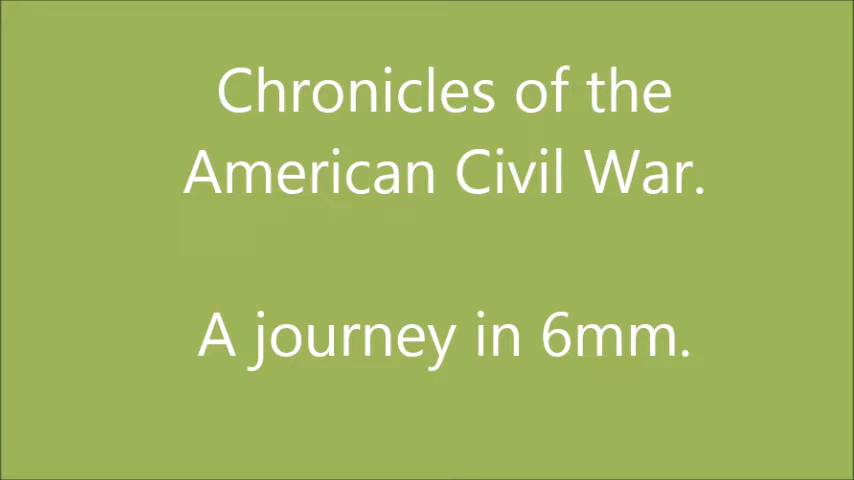 Chronicles of the
American Civil War.
A journey in 6mm.